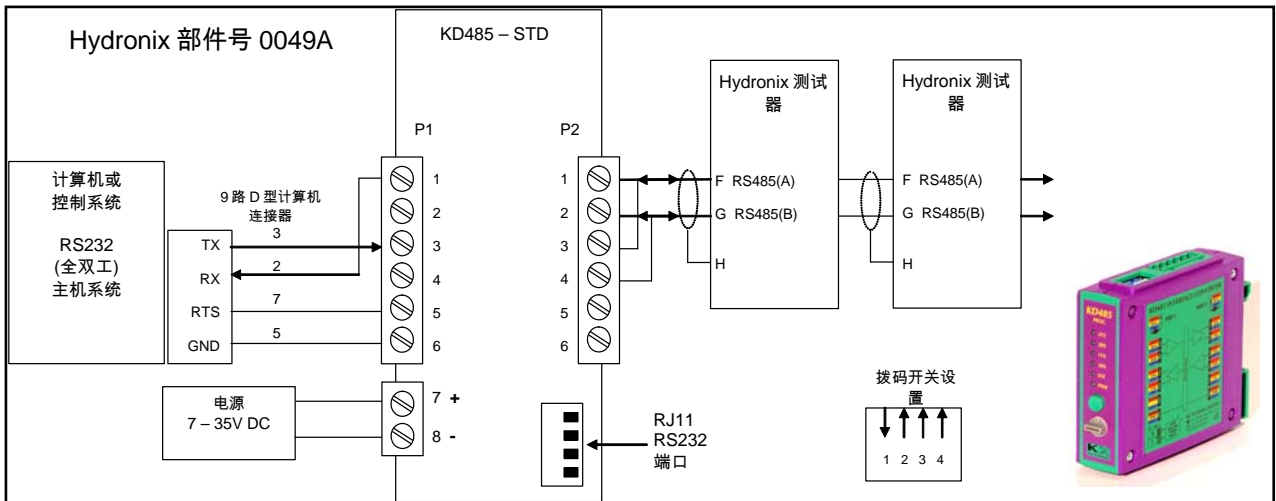 Hydronix 部件号 0049A
KD485 – STD
P1
P2
计算机或
控制系统
RS232
(全双工)
主机系统
9 路 D 型计算机
连接器
TX
RX
RTS
GND
3
2
7
5
1
2
3
4
5
6
7 +
8 -
电源
7 – 35V DC
1
2
3
4
5
6
RJ11
RS232
端口
Hydronix 测试
器
F RS485(A)
G RS485(B)
H
Hydronix 测试
器
F RS485(A)
G RS485(B)
H
拨码开关设
置
1 2 3 4
KD485
KD485 INTERFACE CONVERTER